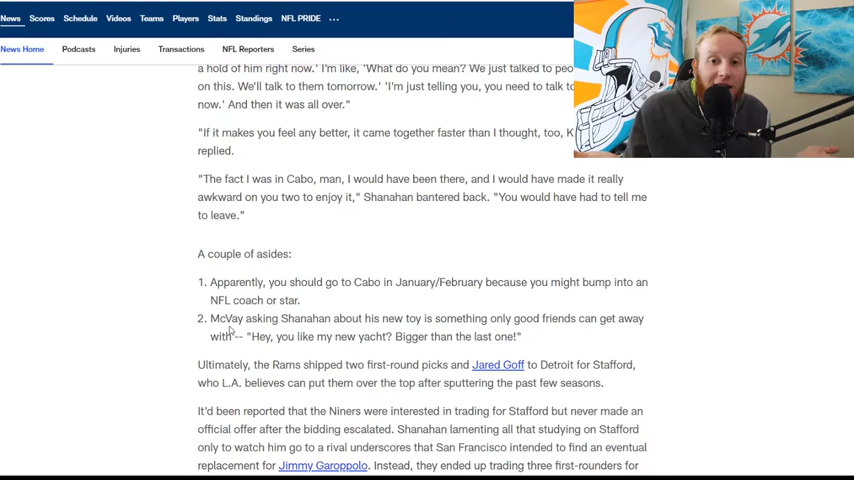 News Scores Schedule Videos Teams Players Stats Standings NFL PRIDE ...
News Home Podcasts Injuries Transactions NFL Reporters Series
a hold of him right now.' I'm like, 'What do you mean? We just talked to
on this. We'll talk to them tomorrow.' 'I'm just telling you, you need to talk
now.' And then it was all over."
"If it makes you feel any better, it came together faster than I thought, too,
replied.
"The fact I was in Cabo, man, I would have been there, and I would have made it really
awkward on you two to enjoy it," Shanahan bantered back. "You would have had to tell me
to leave."
A couple of asides:
1. Apparently, you should go to Cabo in January/February because you might bump into an
NFL coach or star.
2. McVay asking Shanahan about his new toy is something only good friends can get away
with-- "Hey, you like my new yacht? Bigger than the last one!"
Ultimately, the Rams shipped two first-round picks and Jared Goff to Detroit for Stafford,
who L.A. believes can put them over the top after sputtering the past few seasons.
It'd been reported that the Niners were interested in trading for Stafford but never made an
official offer after the bidding escalated. Shanahan lamenting all that studying on Stafford
only to watch him go to a rival underscores that San Francisco intended to find an eventual
replacement for Jimmy Garoppolo. Instead, they ended up trading three first-rounders for